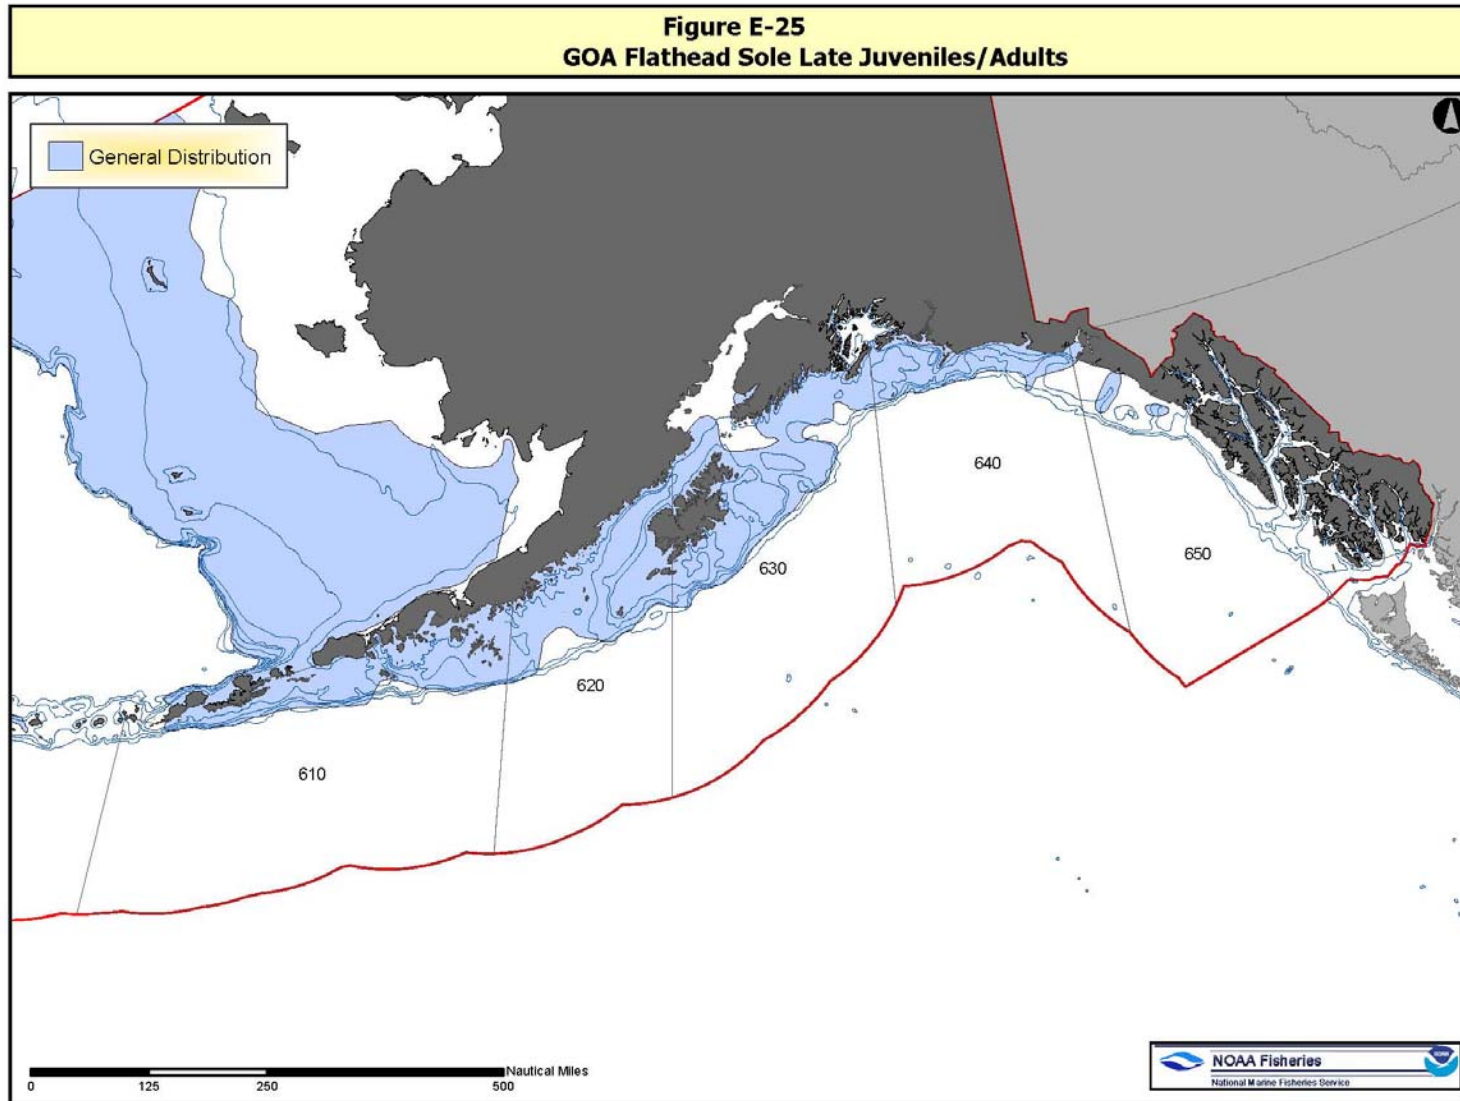 Figure E-25
GOA Flathead Sole Late Juveniles/Adults
General Distribution
640
650
630
620
610
Nautical Miles
0 125 250 500
NOAA Fisheries
National Marine Fisheries Service